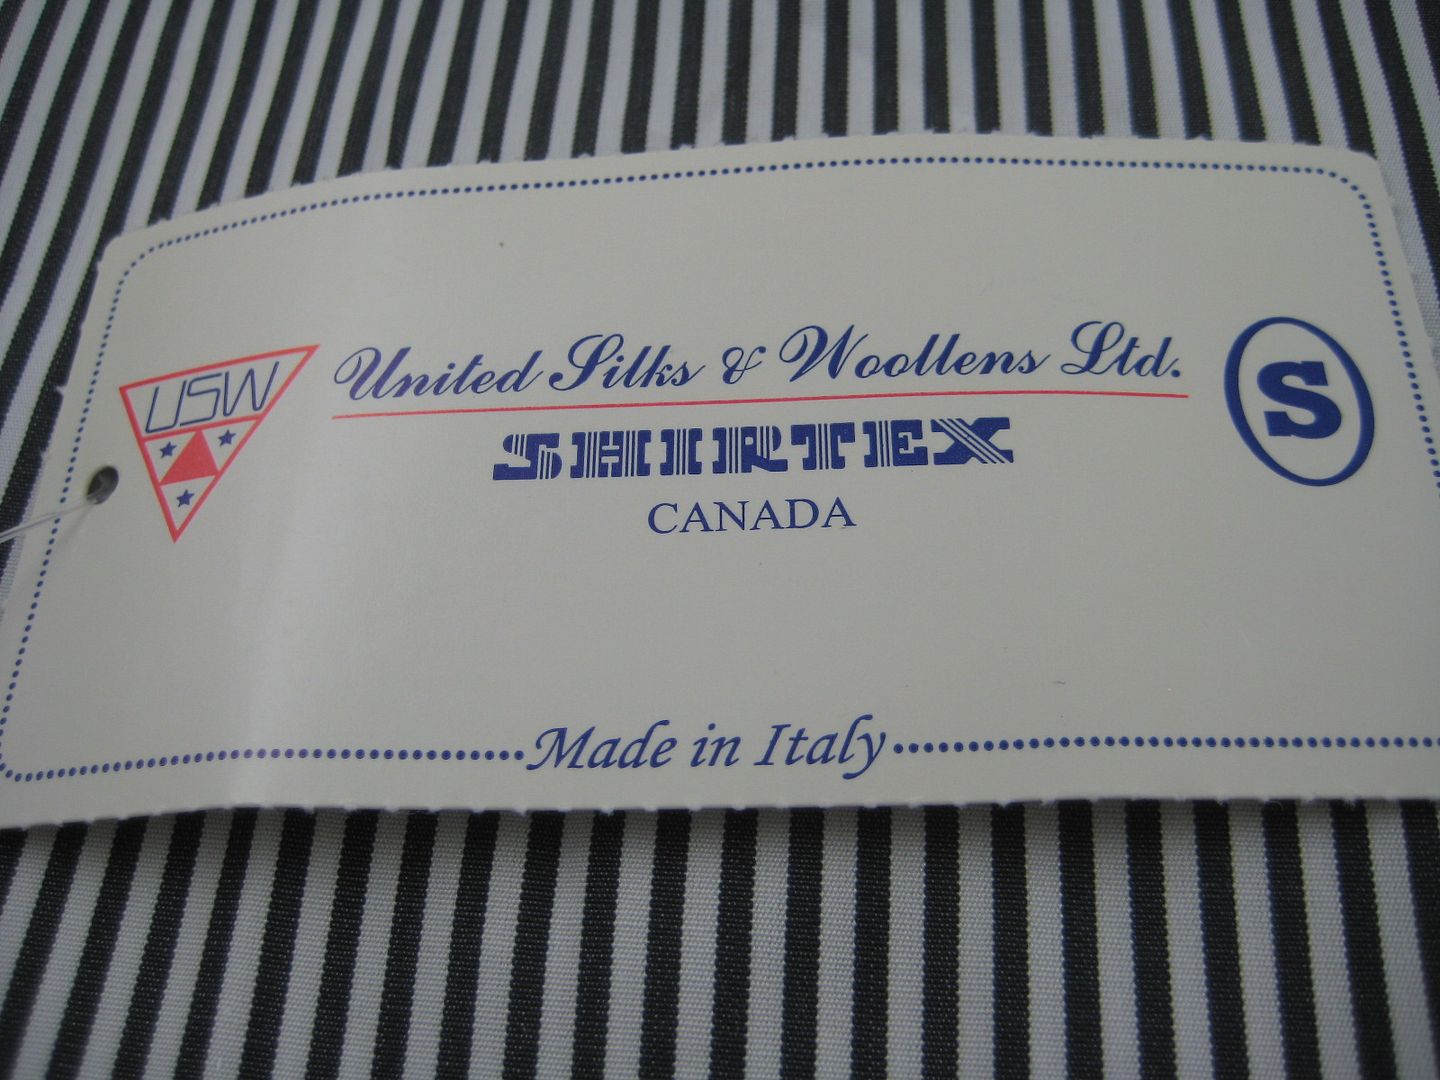 USW
United Silks & Woollens Ltd.
S
SHIRTEX
CANADA
Made in Italy